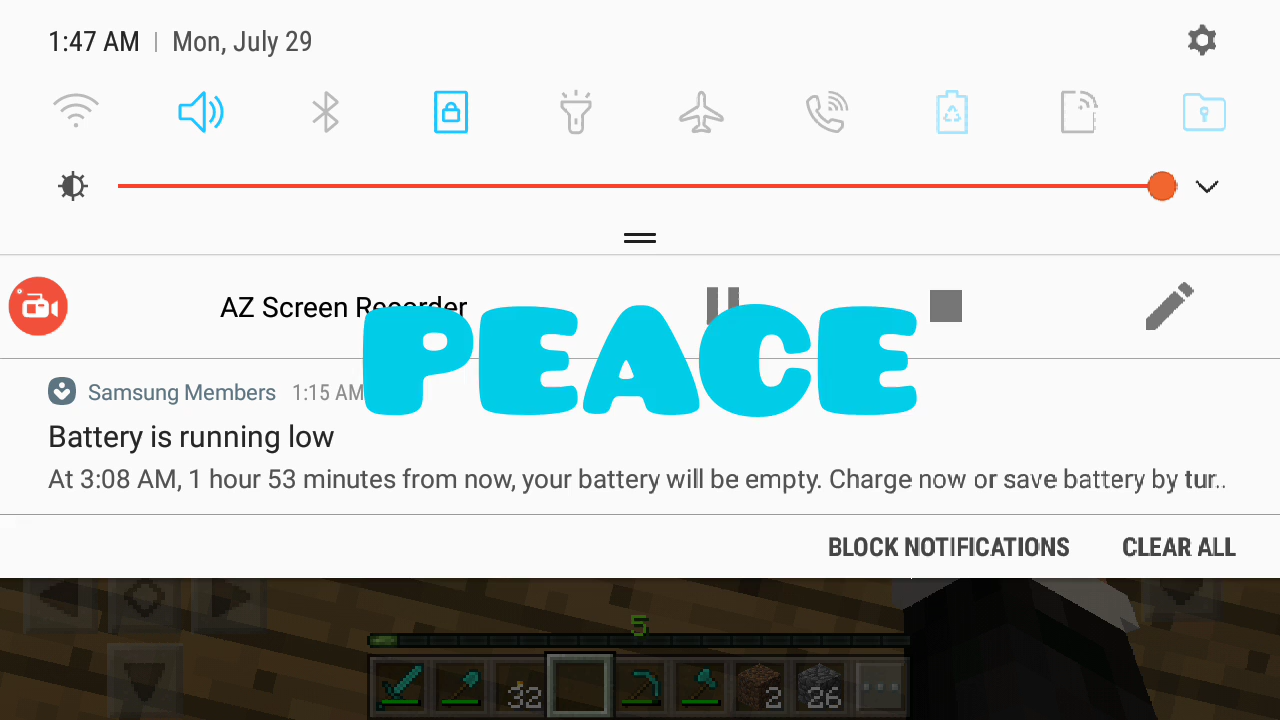 1:47 AM | Mon, July 29
AZ Screen Recorder
PEACE
Samsung Members 1:15 AM
Battery is running low
At 3:08 AM, 1 hour 53 minutes from now, your battery will be empty. Charge now or save battery by tur..
BLOCK NOTIFICATIONS CLEAR ALL
5
32 2 26